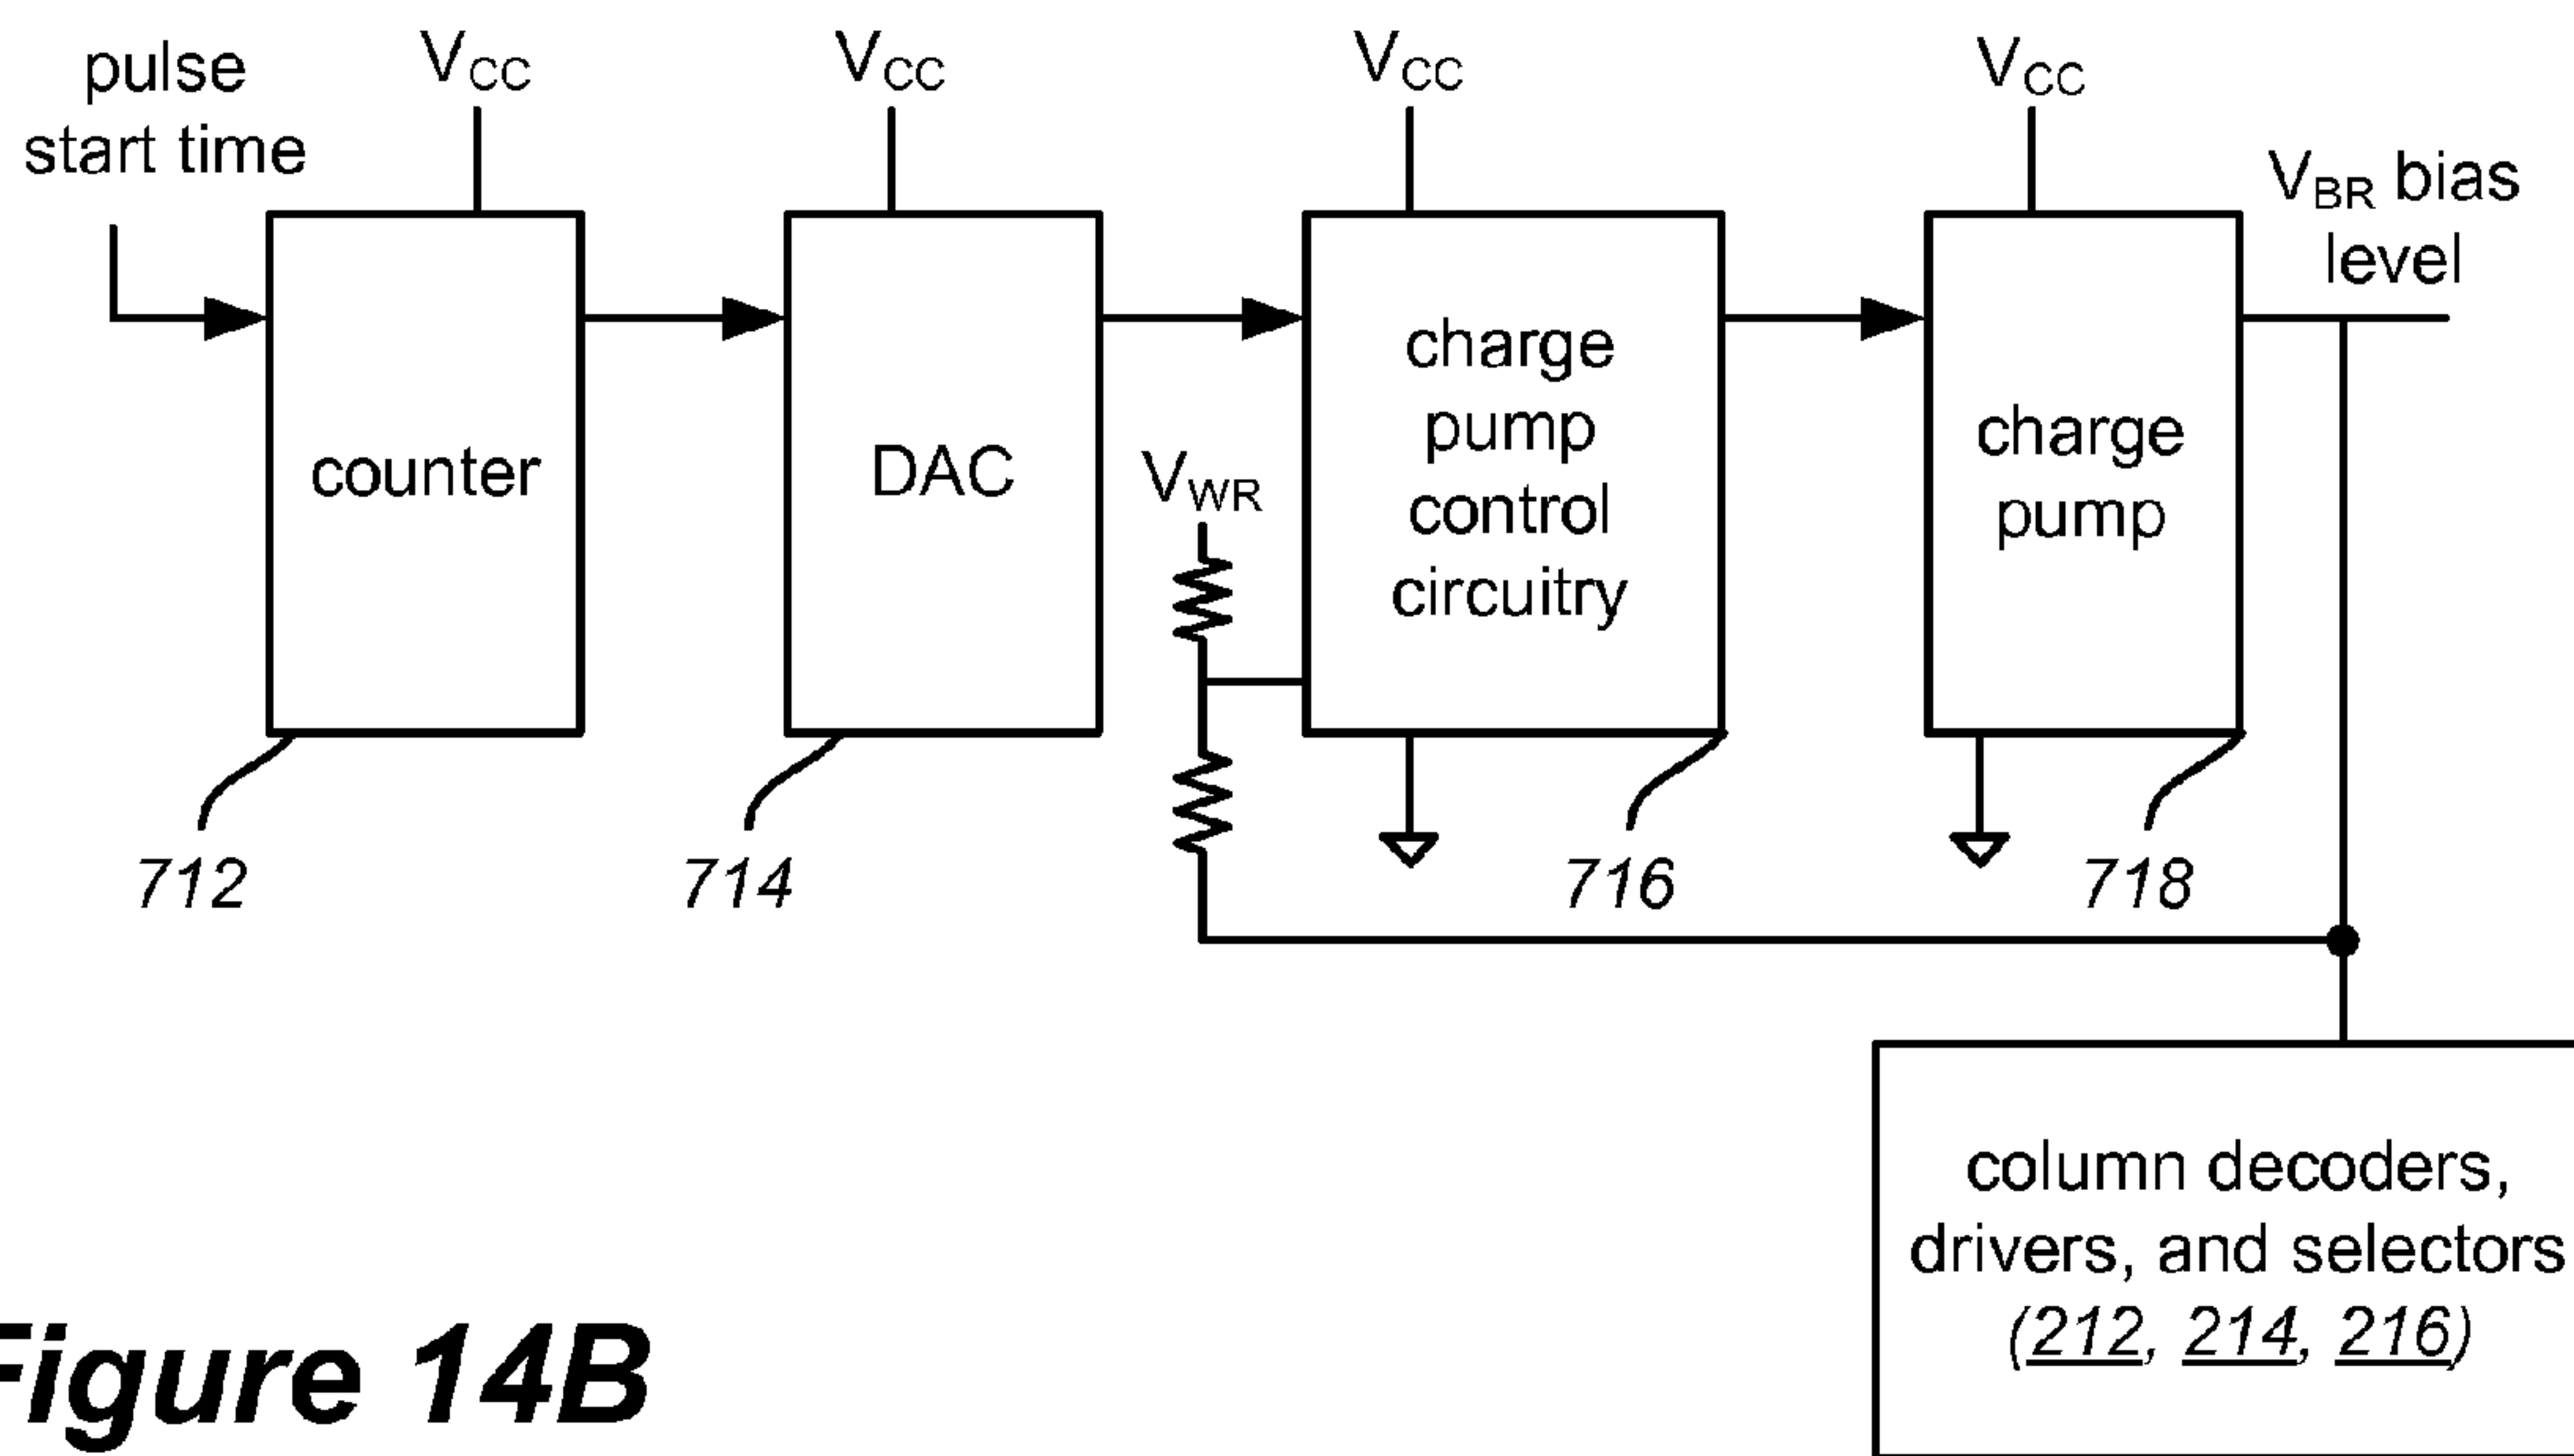 pulse
start time
VCC
VCC
VCC
VCC
VBR bias
level
counter
DAC
VWR
charge
pump
control
circuitry
charge
pump
712
714
716
718
column decoders,
drivers, and selectors
(212, 214, 216)
Figure 14B